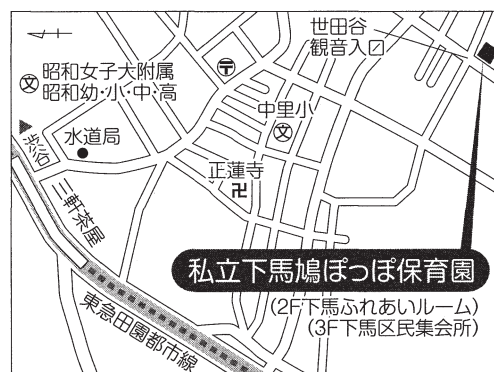 世田谷
観音入口
昭和女子大附属
昭和幼・小・中・高
中里小
文
文
渋谷
水道局
正蓮寺
三軒茶屋
私立下馬鳩ぽっぽ保育園
(2F下馬ふれあいルーム)
(3F下馬区民集会所)
東急田園都市線